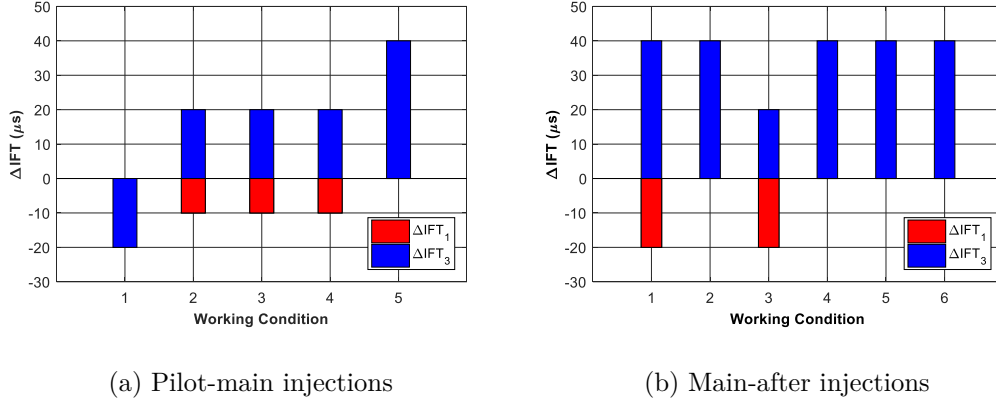 50
40
30
20
10
0
-10
-20
-30
ΔIFT (μs)
1 2 3 4 5
Working Condition
ΔIFT₁
ΔIFT₃
(a) Pilot-main injections
50
40
30
20
10
0
-10
-20
-30
ΔIFT (μs)
1 2 3 4 5 6
Working Condition
ΔIFT₁
ΔIFT₃
(b) Main-after injections